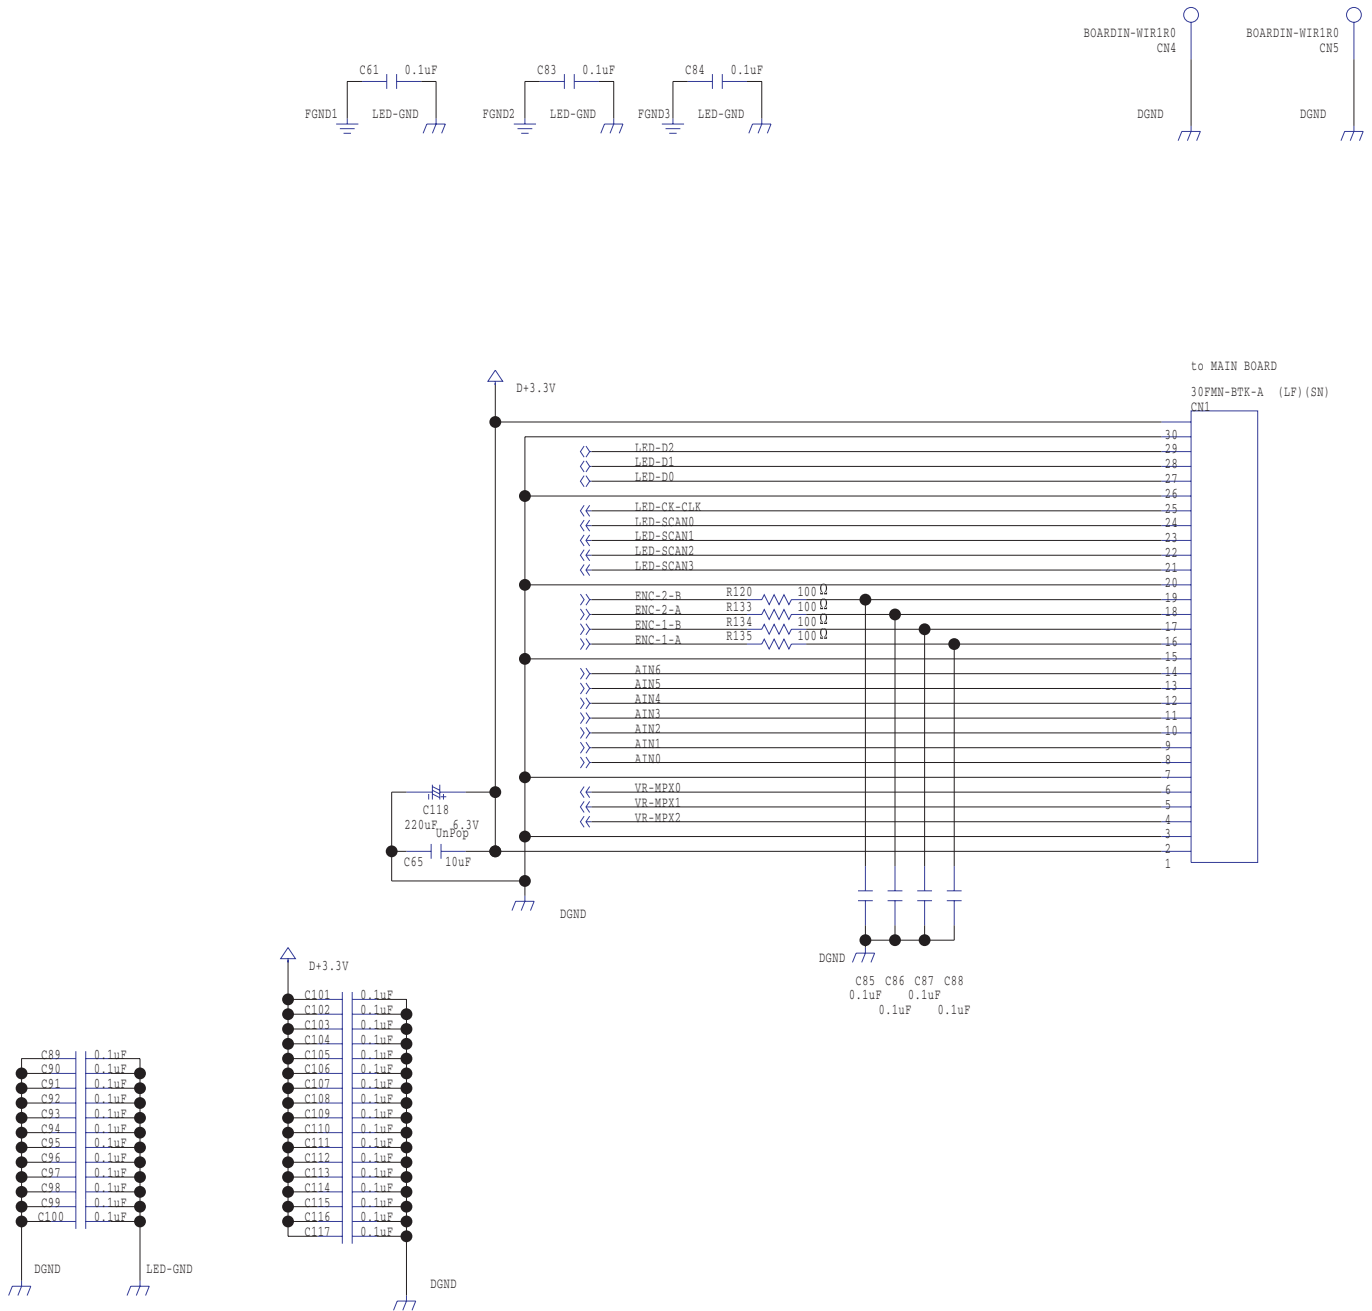 BOARDIN-WIR1R0 BOARDIN-WIR1R0
CN4 CN5
C61 0.1uF C83 0.1uF C84 0.1uF
FGND1 LED-GND FGND2 LED-GND FGND3 LED-GND DGND DGND
to MAIN BOARD
D+3.3V
30FMN-BTK-A (LF)(SN)
CN1
30
LED-D2 29
LED-D1 28
LED-D0 27
26
LED-CK-CLK 25
LED-SCAN0 24
LED-SCAN1 23
LED-SCAN2 22
LED-SCAN3 21
20
ENC-2-B R120 100Ω 19
ENC-2-A R133 100Ω 18
ENC-1-B R134 100Ω 17
ENC-1-A R135 100Ω 16
15
AIN6 14
AIN5 13
AIN4 12
AIN3 11
AIN2 10
AIN1 9
AIN0 8
7
VR-MPX0 6
VR-MPX1 5
VR-MPX2 4
3
2
1
C118
220uF 6.3V
UnPop
C65 10uF
DGND
DGND
C85 C86 C87 C88
0.1uF 0.1uF
0.1uF 0.1uF
D+3.3V
C101 0.1uF
C102 0.1uF
C103 0.1uF
C104 0.1uF
C105 0.1uF
C106 0.1uF
C107 0.1uF
C108 0.1uF
C109 0.1uF
C110 0.1uF
C111 0.1uF
C112 0.1uF
C113 0.1uF
C114 0.1uF
C115 0.1uF
C116 0.1uF
C117 0.1uF
DGND
C89 0.1uF
C90 0.1uF
C91 0.1uF
C92 0.1uF
C93 0.1uF
C94 0.1uF
C95 0.1uF
C96 0.1uF
C97 0.1uF
C98 0.1uF
C99 0.1uF
C100 0.1uF
DGND LED-GND